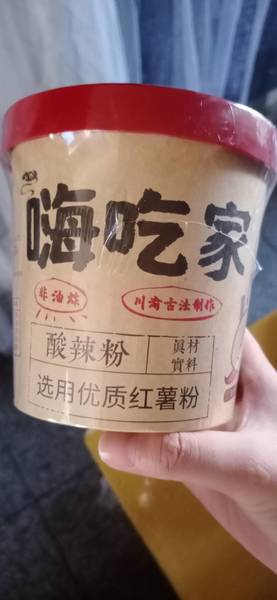 嗨吃家
非油炸
川渝古法制作
酸辣粉
真材
實料
选用优质红薯粉